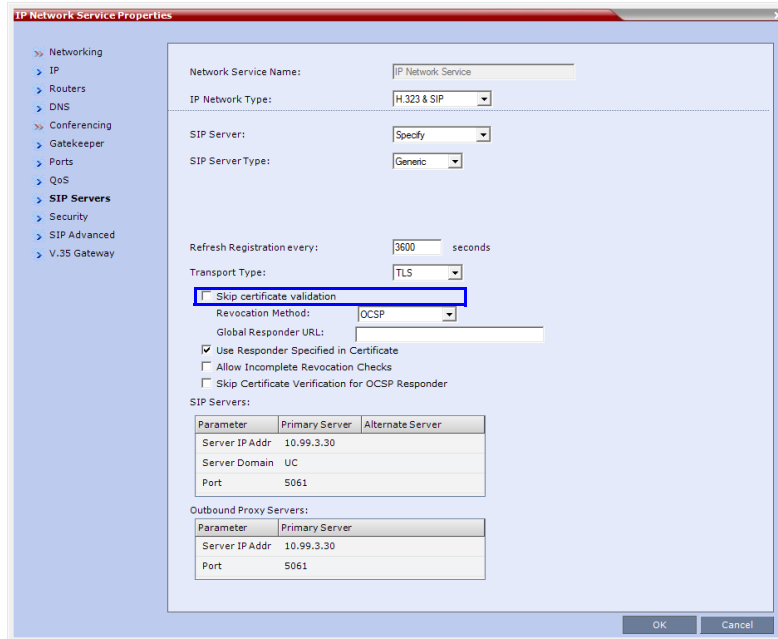 IP Network Service Properties
Networking
IP
Routers
DNS
Conferencing
Gatekeeper
Ports
QoS
SIP Servers
Security
SIP Advanced
V.35 Gateway
Network Service Name: IP Network Service
IP Network Type: H.323 & SIP
SIP Server: Specify
SIP Server Type: Generic
Refresh Registration every: 3600 seconds
Transport Type: TLS
Skip certificate validation
Revocation Method: OCSP
Global Responder URL:
Use Responder Specified in Certificate
Allow Incomplete Revocation Checks
Skip Certificate Verification for OCSP Responder
SIP Servers:
Parameter Primary Server Alternate Server
Server IP Addr 10.99.3.30
Server Domain UC
Port 5061
Outbound Proxy Servers:
Parameter Primary Server
Server IP Addr 10.99.3.30
Port 5061
OK Cancel